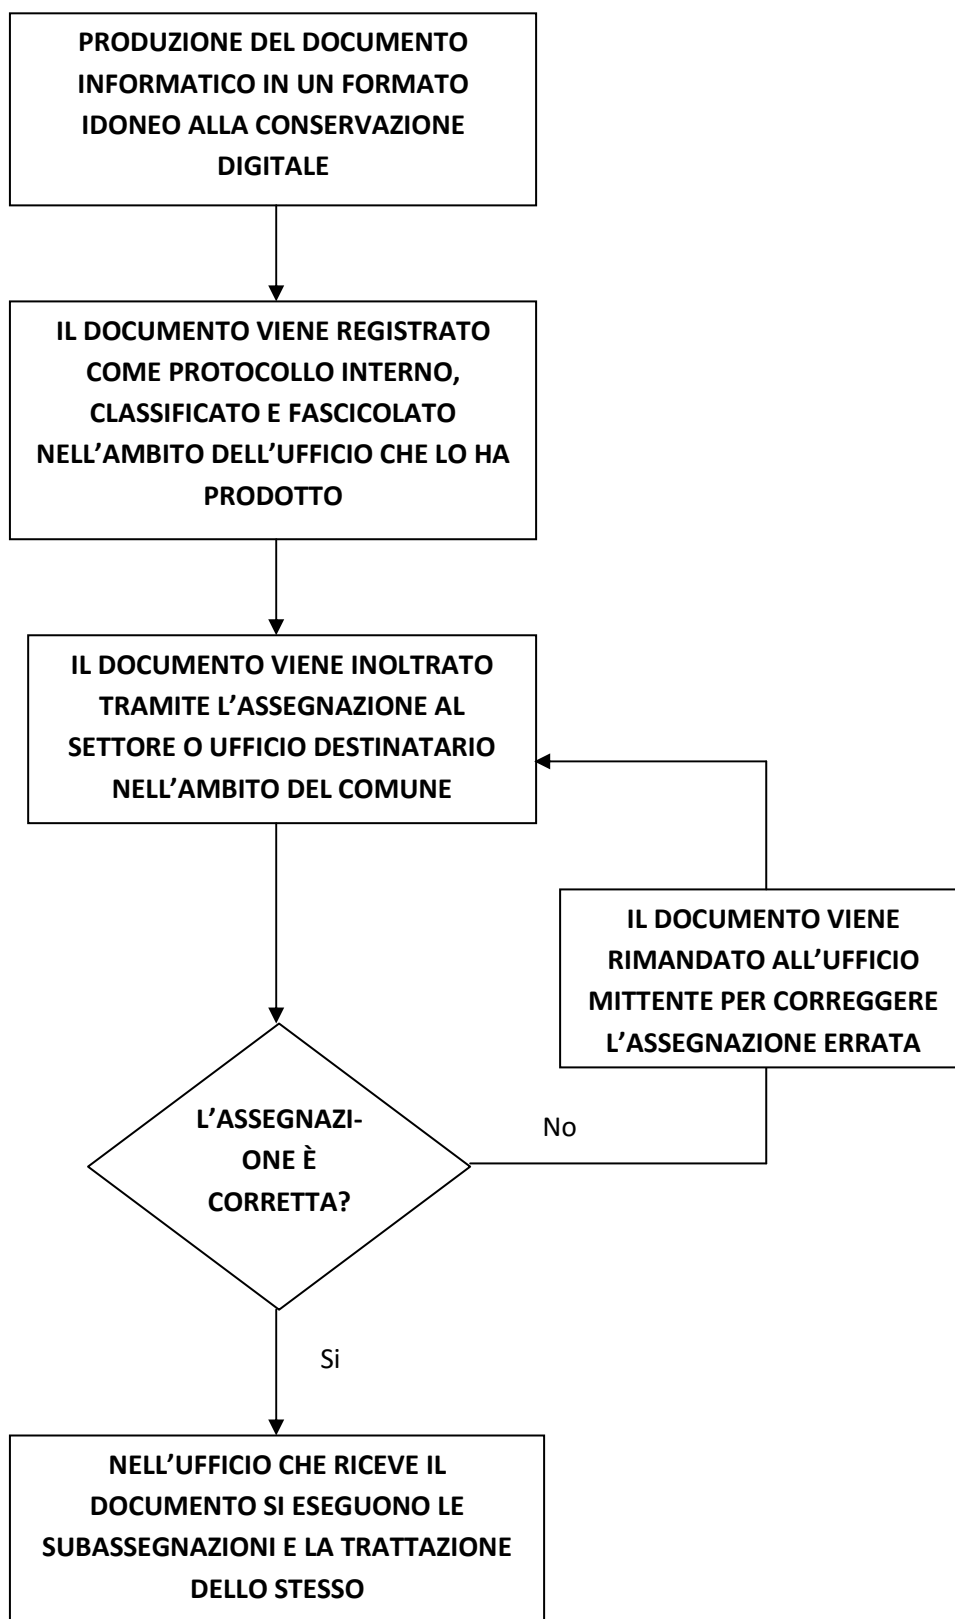 PRODUZIONE DEL DOCUMENTO
INFORMATICO IN UN FORMATO
IDONEO ALLA CONSERVAZIONE
DIGITALE
IL DOCUMENTO VIENE REGISTRATO
COME PROTOCOLLO INTERNO,
CLASSIFICATO E FASCICOLATO
NELL’AMBITO DELL’UFFICIO CHE LO HA
PRODOTTO
IL DOCUMENTO VIENE INOLTRATO
TRAMITE L’ASSEGNAZIONE AL
SETTORE O UFFICIO DESTINATARIO
NELL’AMBITO DEL COMUNE
IL DOCUMENTO VIENE
RIMANDATO ALL’UFFICIO
MITTENTE PER CORREGGERE
L’ASSEGNAZIONE ERRATA
L’ASSEGNAZI-
ONE È
CORRETTA?
No
Si
NELL’UFFICIO CHE RICEVE IL
DOCUMENTO SI ESEGUONO LE
SUBASSEGNAZIONI E LA TRATTAZIONE
DELLO STESSO